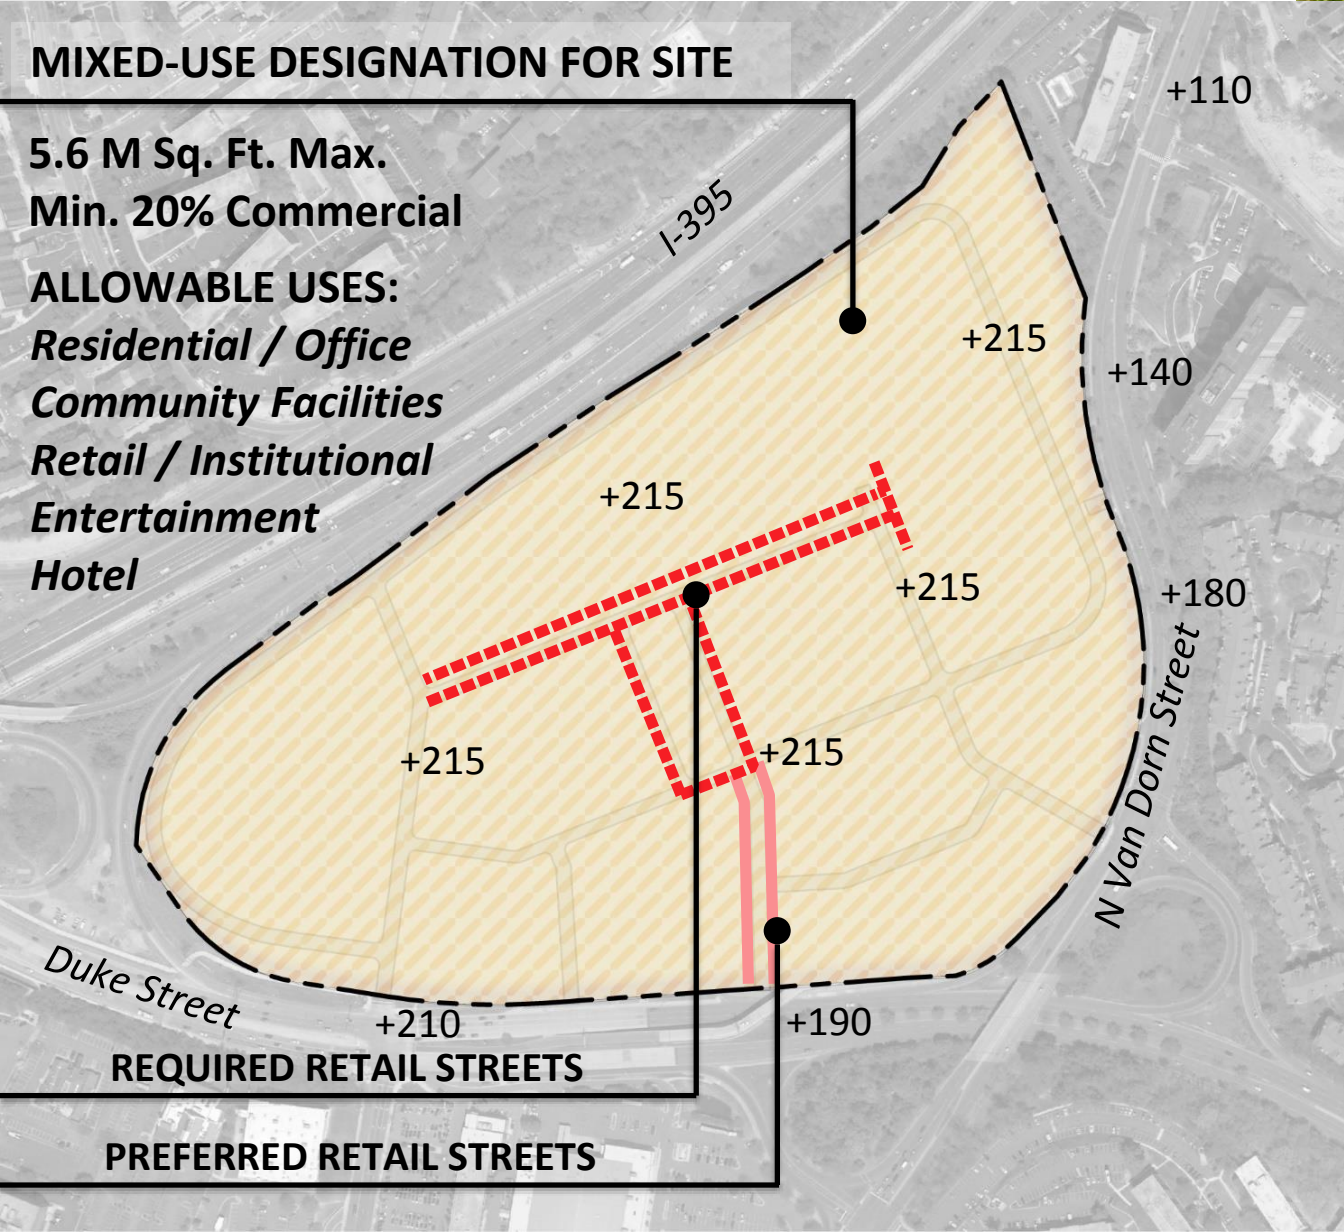 MIXED-USE DESIGNATION FOR SITE
5.6 M Sq. Ft. Max.
Min. 20% Commercial
ALLOWABLE USES:
Residential / Office
Community Facilities
Retail / Institutional
Entertainment
Hotel
I-395
+110
+215
+140
+215
+215
+180
N Van Dorn Street
+215
+215
Duke Street
+210
+190
REQUIRED RETAIL STREETS
PREFERRED RETAIL STREETS